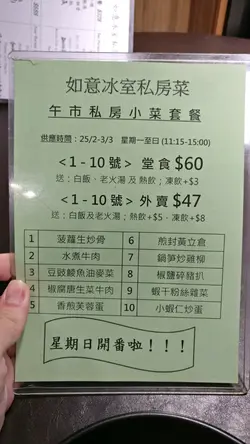 如意冰室私房菜
午市私房小菜套餐
供應時間：25/2-3/3 星期一至日 (11:15-15:00)
<1 - 10號> 堂食$60
送：白飯、老火湯 及 熱飲；凍飲+$3
<1 - 10號> 外賣 $47
送：白飯及老火湯；熱飲+$5、凍飲+$8
1 菠蘿生炒骨 6 煎封黃立倉
2 水煮牛肉 7 鍋笋炒雞柳
3 豆豉鯪魚油麥菜 8 椒鹽碎豬扒
4 椒腐唐生菜牛肉 9 蝦干粉絲雜菜
5 香煎芙蓉蛋 10 小蝦仁炒蛋
星期日開番啦！！！